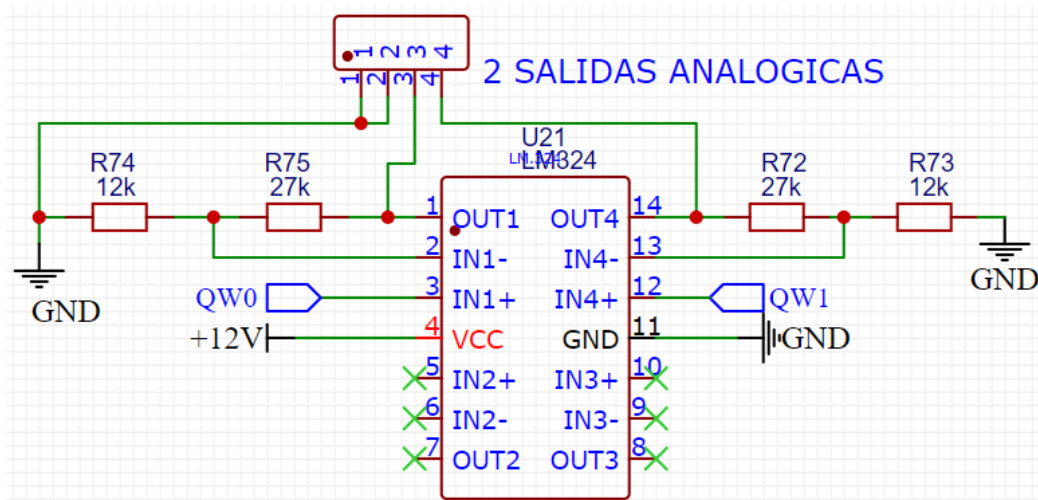 1 2 3 4
1 2 3 4
2 SALIDAS ANALOGICAS
U21
LM324
LM324
R74
12k
R75
27k
R72
27k
R73
12k
1 OUT1 OUT4 14
2 IN1- IN4- 13
GND
GND
QW0 3 IN1+ IN4+ 12 QW1
+12V 4 VCC GND 11 GND
5 IN2+ IN3+ 10
6 IN2- IN3- 9
7 OUT2 OUT3 8